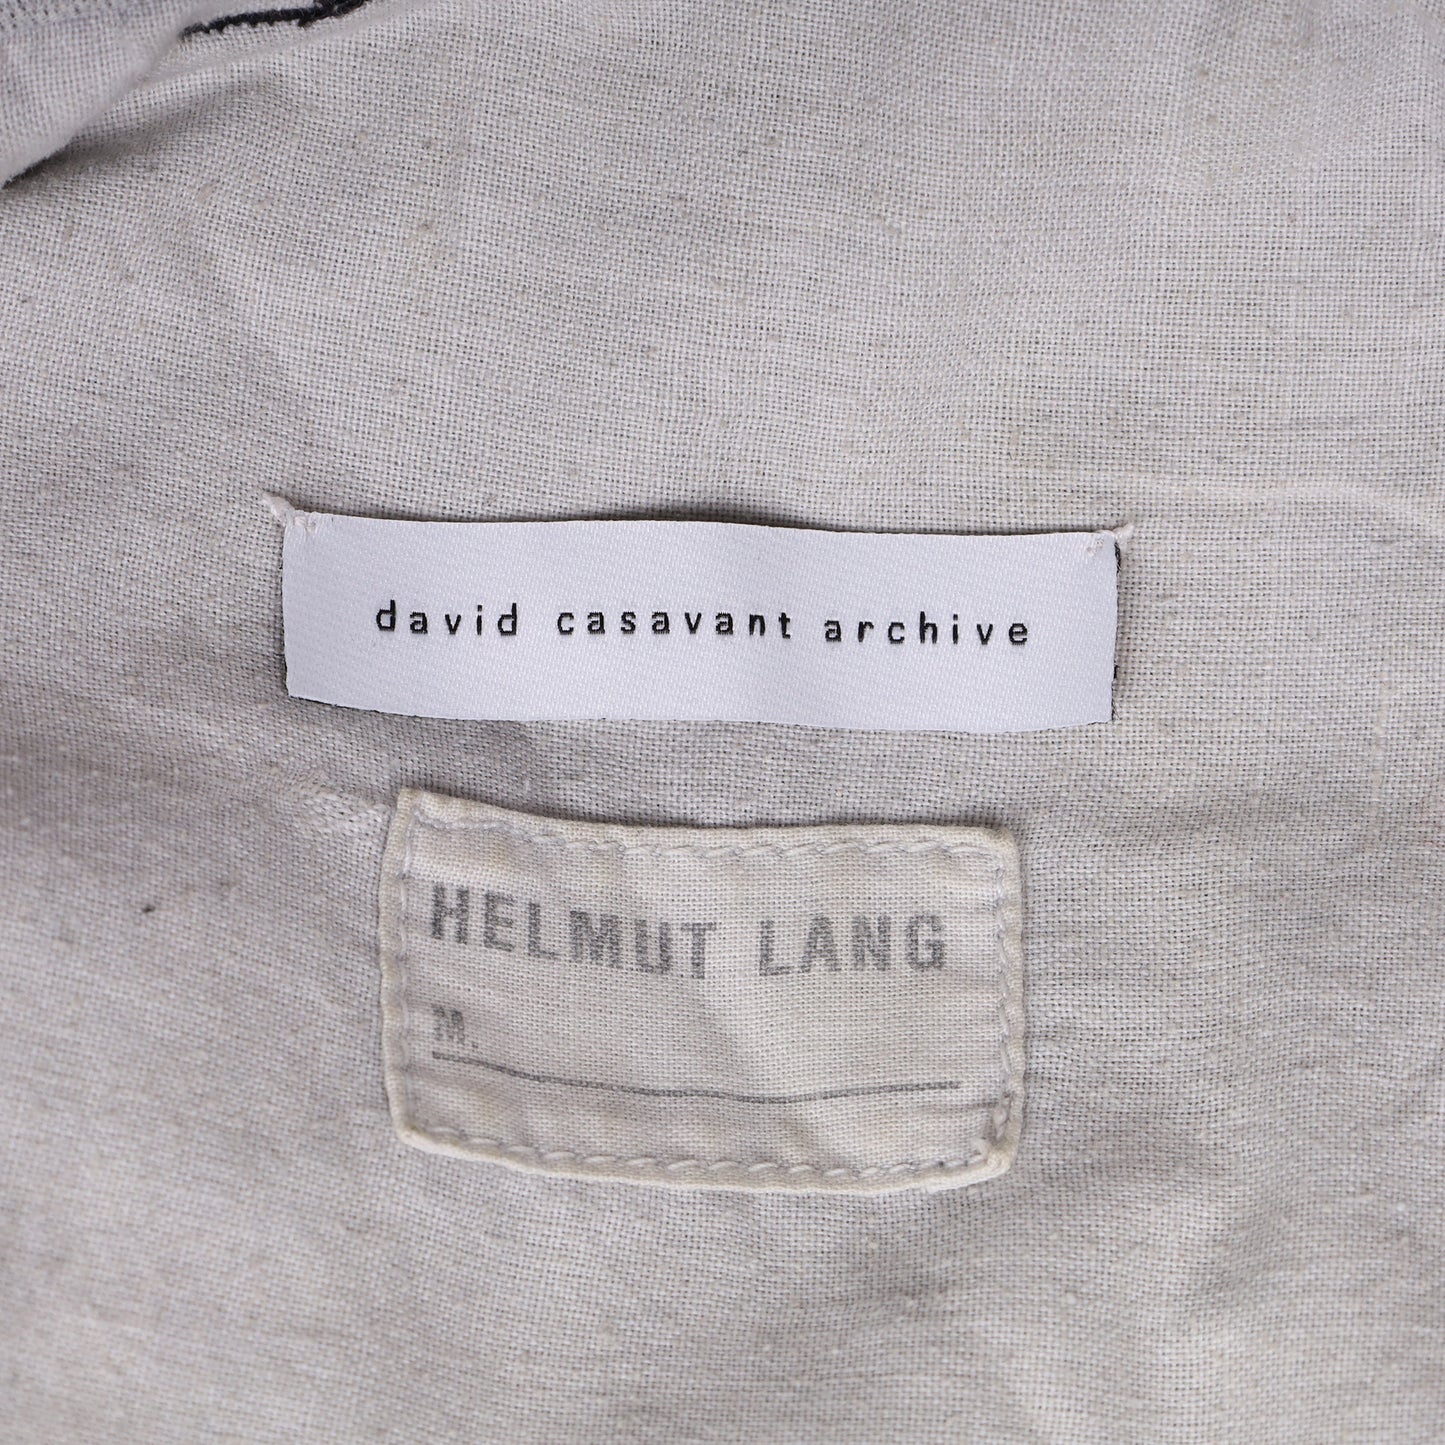 david casavant archive
HELMUT LANG
M.